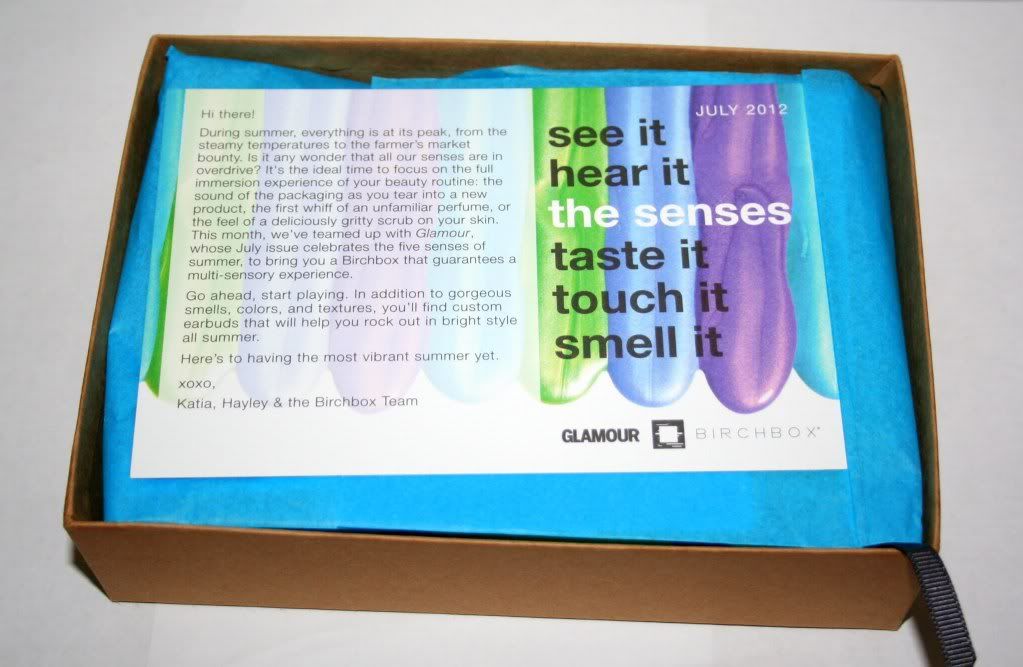 Hi there!
During summer, everything is at its peak, from the
steamy temperatures to the farmer's market
bounty. Is it any wonder that all our senses are in
overdrive? It's the ideal time to focus on the full
immersion experience of your beauty routine: the
sound of the packaging as you tear into a new
product, the first whiff of an unfamiliar perfume, or
the feel of a deliciously gritty scrub on your skin.
This month, we've teamed up with Glamour,
whose July issue celebrates the five senses of
summer, to bring you a Birchbox that guarantees a
multi-sensory experience.
Go ahead, start playing. In addition to gorgeous
smells, colors, and textures, you'll find custom
earbuds that will help you rock out in bright style
all summer.
Here's to having the most vibrant summer yet.
xoxo,
Katia, Hayley & the Birchbox Team
JULY 2012
see it
hear it
the senses
taste it
touch it
smell it
GLAMOUR BIRCHBOX